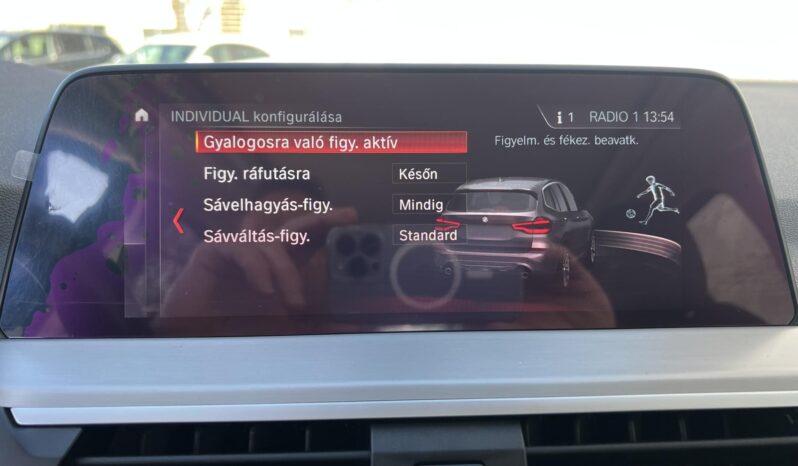 INDIVIDUAL konfigurálása
i 1 RADIO 1 13:54
Gyalogosra való figy. aktív
Figyelm. és fékez. beavatk.
Figy. ráfutásra Későn
Sávelhagyás-figy. Mindig
Sávváltás-figy. Standard